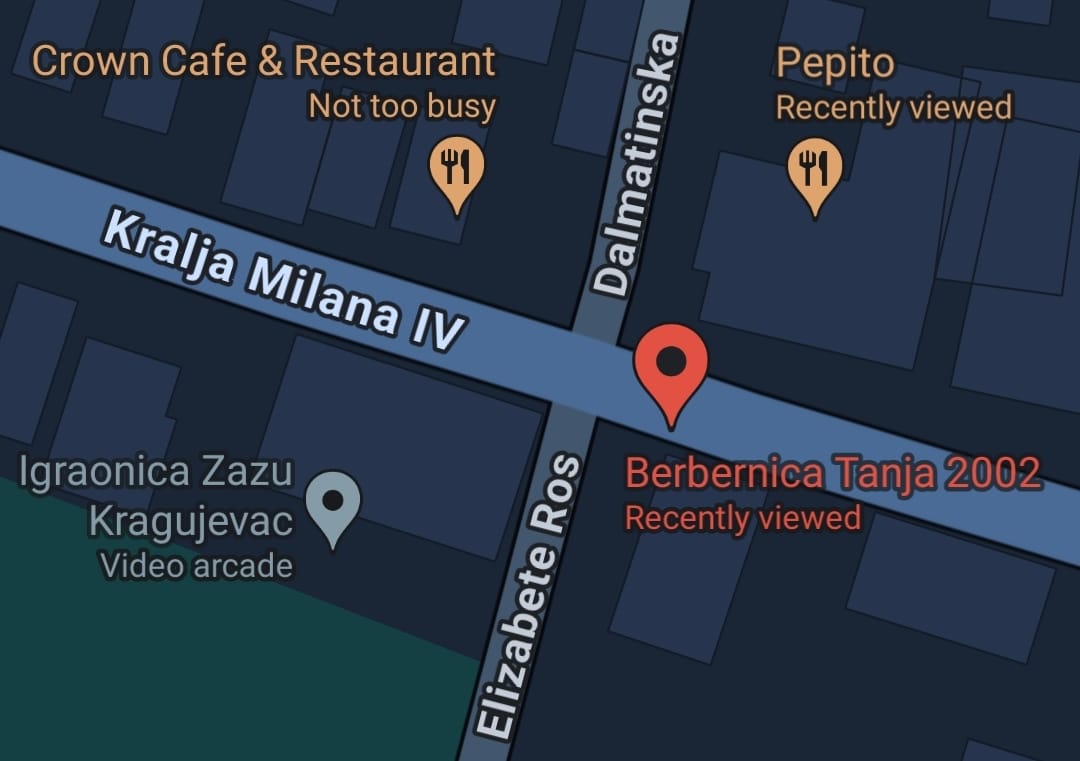 Crown Cafe & Restaurant
Not too busy
Pepito
Recently viewed
Dalmatinska
Kralja Milana IV
Igraonica Zazu
Kragujevac
Video arcade
Berbernica Tanja 2002
Recently viewed
Elizabete Ros